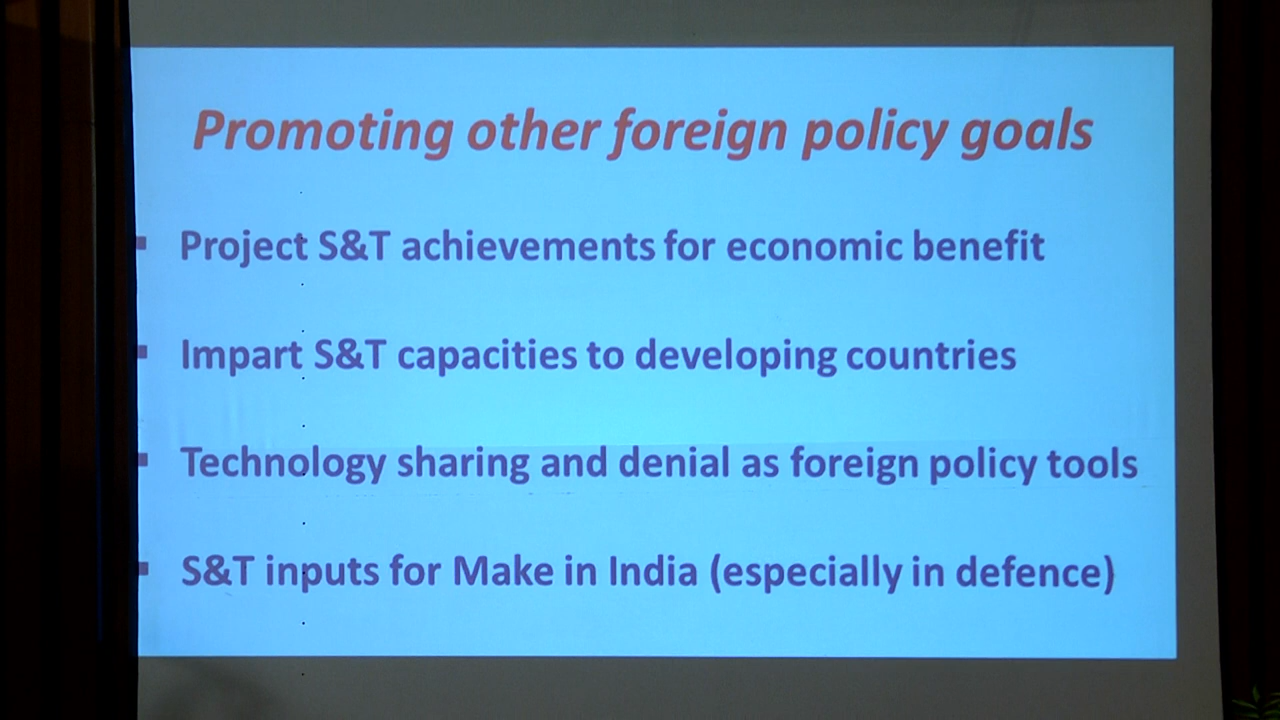 Promoting other foreign policy goals
▪ Project S&T achievements for economic benefit
▪ Impart S&T capacities to developing countries
▪ Technology sharing and denial as foreign policy tools
▪ S&T inputs for Make in India (especially in defence)